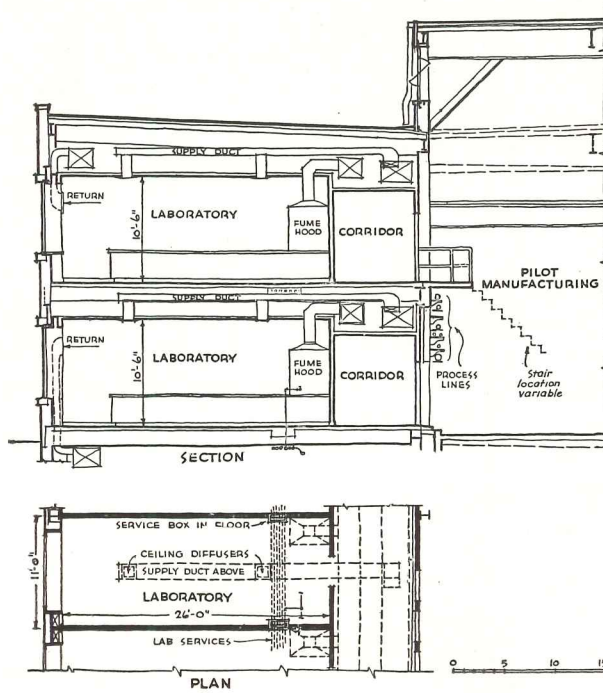 SUPPLY DUCT
RETURN
LABORATORY
10'-6"
FUME
HOOD
CORRIDOR
PILOT
MANUFACTURING
SUPPLY DUCT
RETURN
LABORATORY
10'-6"
FUME
HOOD
CORRIDOR
PROCESS
LINES
Stair
location
variable
SECTION
SERVICE BOX IN FLOOR
CEILING DIFFUSERS
SUPPLY DUCT ABOVE
11'-0"
LABORATORY
26'-0"
LAB SERVICES
PLAN
0 5 10